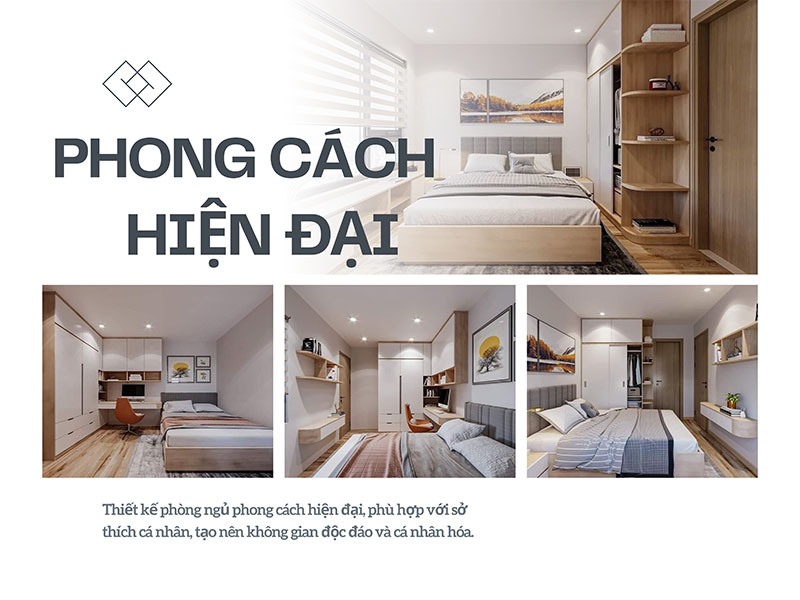 PHONG CÁCH
HIỆN ĐẠI
Thiết kế phòng ngủ phong cách hiện đại, phù hợp với sở
thích cá nhân, tạo nên không gian độc đáo và cá nhân hóa.